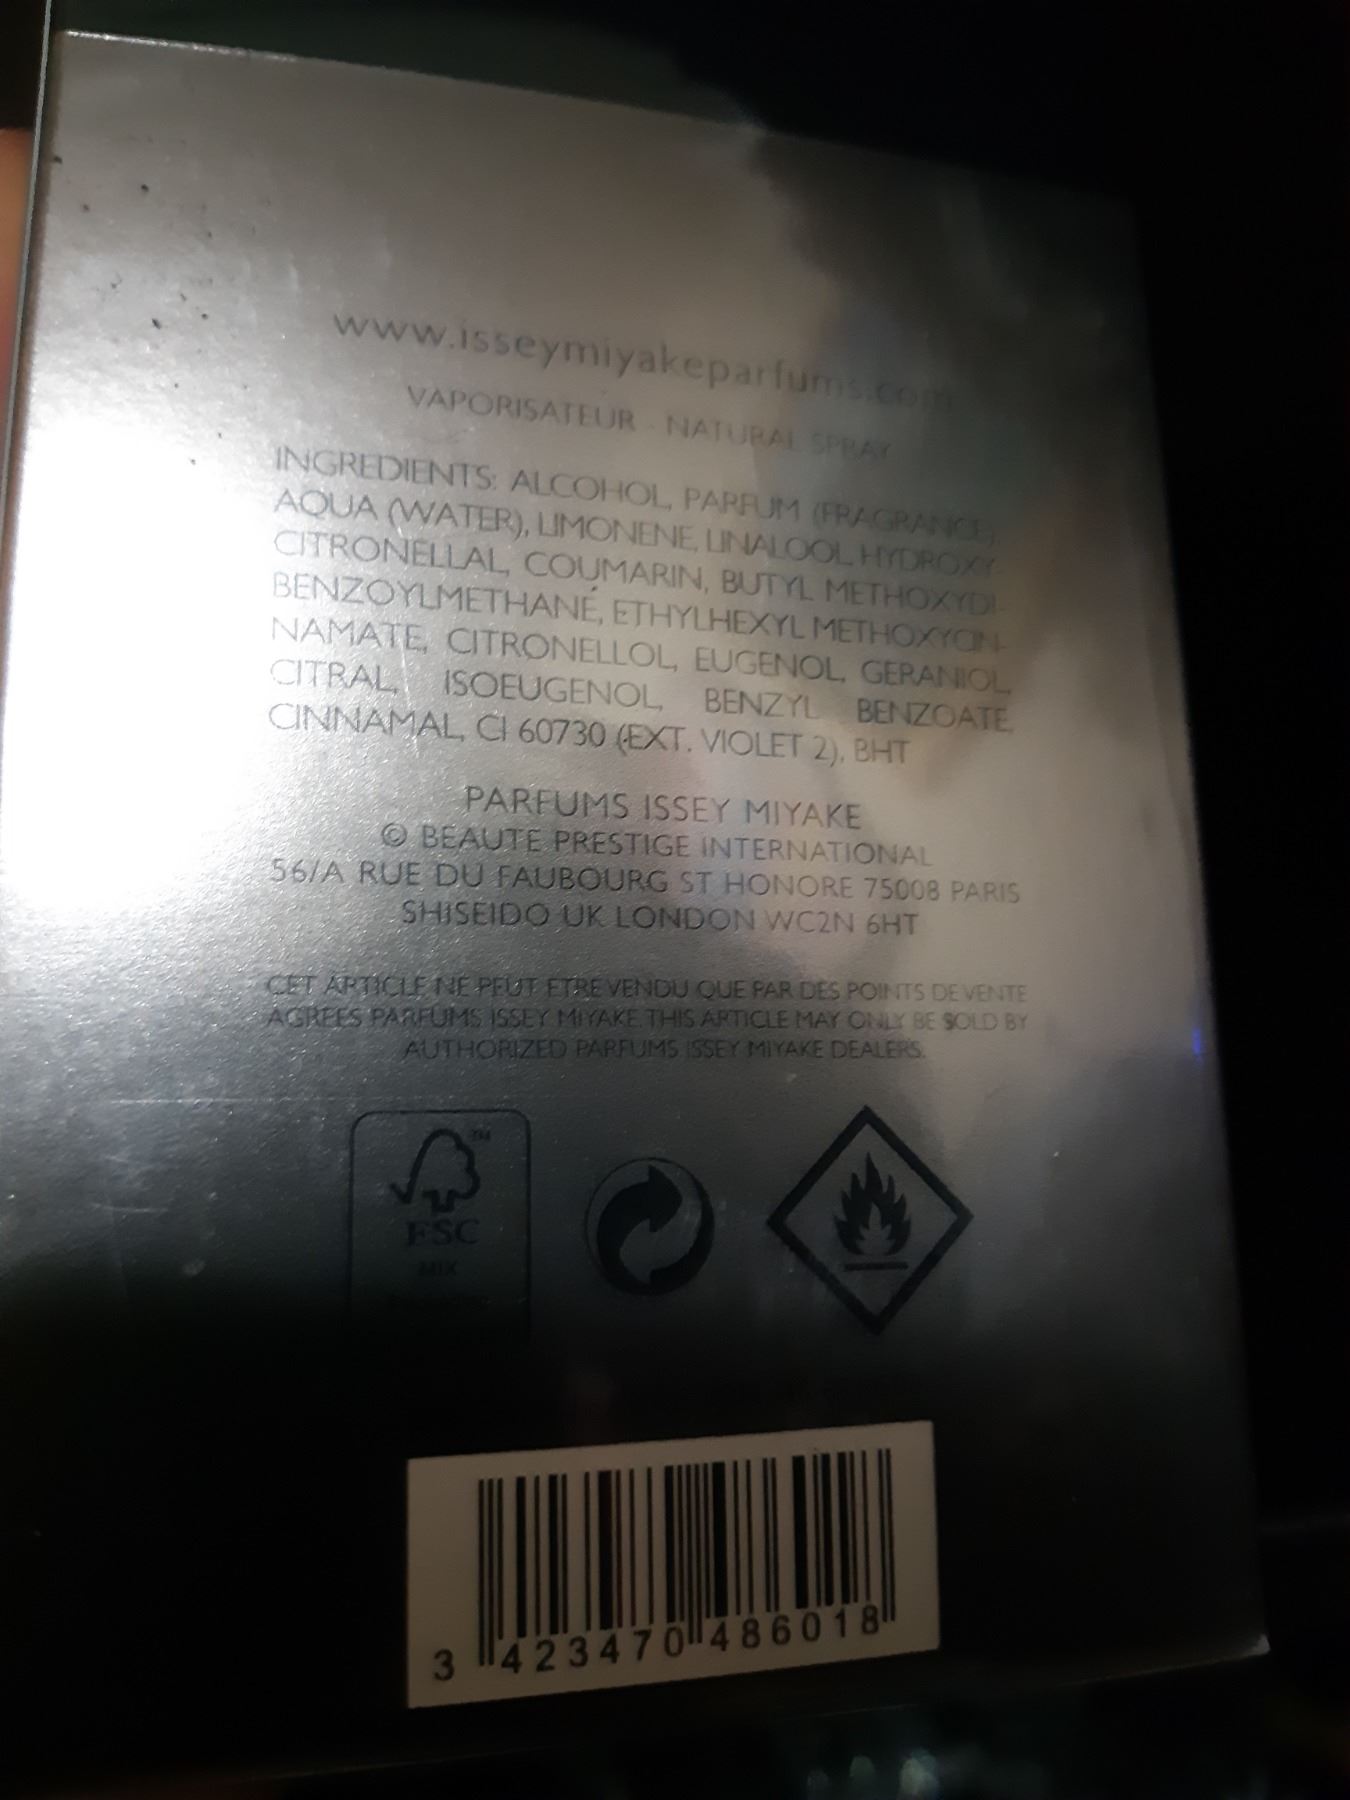 www.isseymiyakeparfums.com
VAPORISATEUR - NATURAL SPRAY
INGREDIENTS: ALCOHOL, PARFUM (FRAGRANCE),
AQUA (WATER), LIMONENE, LINALOOL, HYDROXY-
CITRONELLAL, COUMARIN, BUTYL METHOXYDI-
BENZOYLMETHANE, ETHYLHEXYL METHOXYCIN-
NAMATE, CITRONELLOL, EUGENOL, GERANIOL,
CITRAL, ISOEUGENOL, BENZYL BENZOATE,
CINNAMAL, CI 60730 (EXT. VIOLET 2), BHT
PARFUMS ISSEY MIYAKE
© BEAUTE PRESTIGE INTERNATIONAL
56/A RUE DU FAUBOURG ST HONORE 75008 PARIS
SHISEIDO UK LONDON WC2N 6HT
CET ARTICLE NE PEUT ETRE VENDU QUE PAR DES POINTS DE VENTE
AGREES PARFUMS ISSEY MIYAKE. THIS ARTICLE MAY ONLY BE SOLD BY
AUTHORIZED PARFUMS ISSEY MIYAKE DEALERS.
TM
FSC
MIX
3 423470 486018